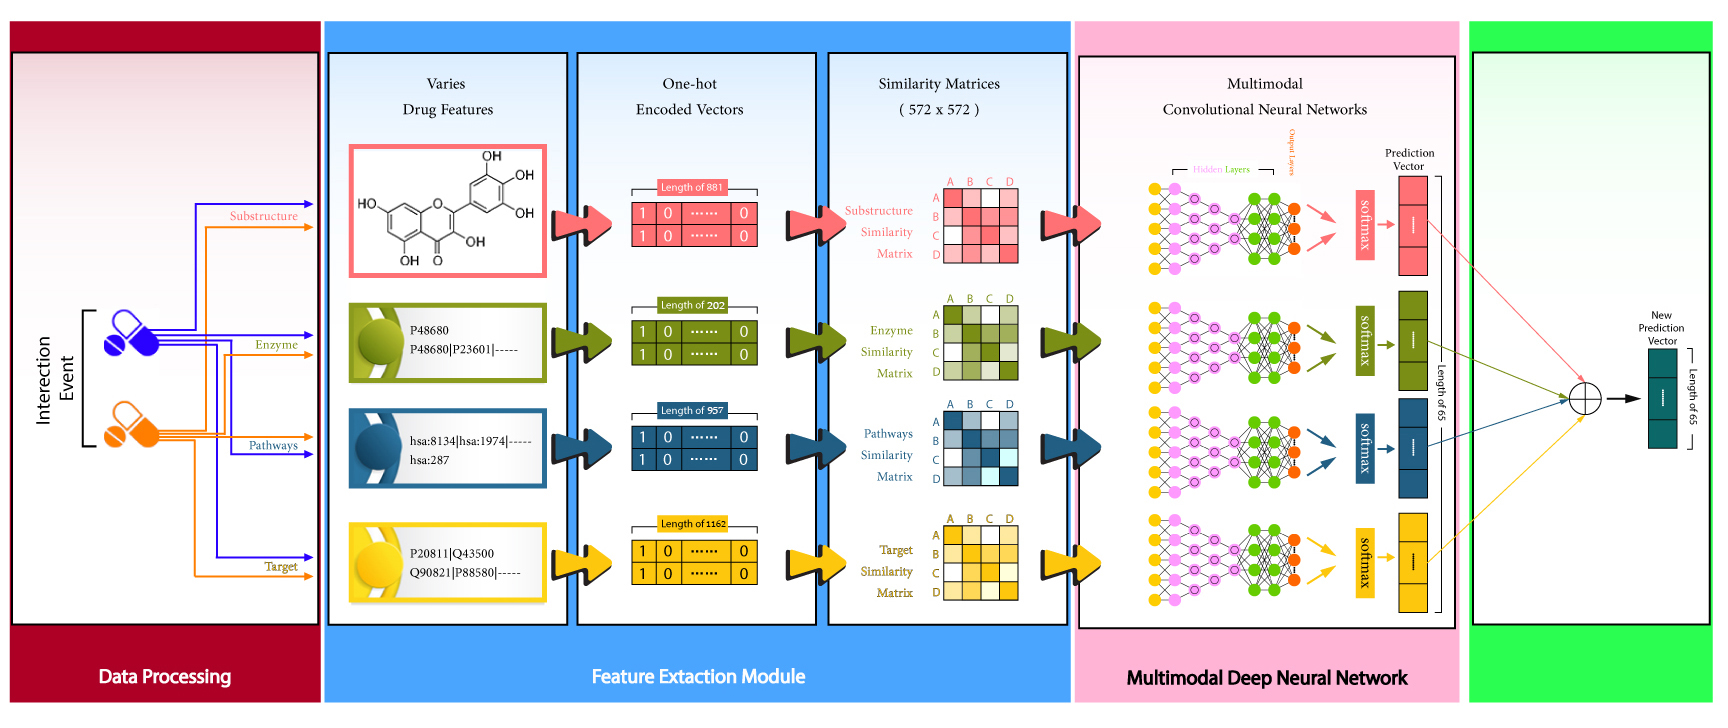 Interection
Event
Substructure
Enzyme
Pathways
Target
Data Processing
Varies
Drug Features
OH
OH
HO
O
OH
OH
OH
O
P48680
P48680|P23601|-----
hsa:8134|hsa:1974|-----
hsa:287
P20811|Q43500
Q90821|P88580|-----
One-hot
Encoded Vectors
Length of 881
1 0 ...... 0
1 0 ...... 0
Length of 202
1 0 ...... 0
1 0 ...... 0
Length of 957
1 0 ...... 0
1 0 ...... 0
Length of 1162
1 0 ...... 0
1 0 ...... 0
Similarity Matrices
( 572 x 572 )
A B C D
A
B
C
D
Substructure
Similarity
Matrix
A B C D
A
B
C
D
Enzyme
Similarity
Matrix
A B C D
A
B
C
D
Pathways
Similarity
Matrix
A B C D
A
B
C
D
Target
Similarity
Matrix
Feature Extaction Module
Multimodal
Convolutional Neural Networks
Hidden Layers
Output Layers
Prediction
Vector
softmax
softmax
softmax
softmax
Length of 65
Multimodal Deep Neural Network
New
Prediction
Vector
Length of 65